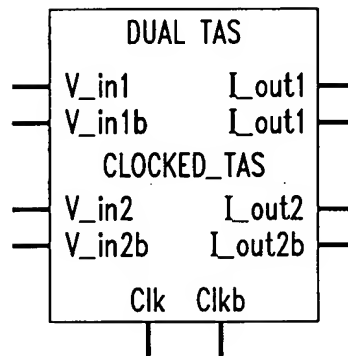 DUAL TAS
V_in1 I_out1
V_in1b I_out1
CLOCKED_TAS
V_in2 I_out2
V_in2b I_out2b
Clk Clkb